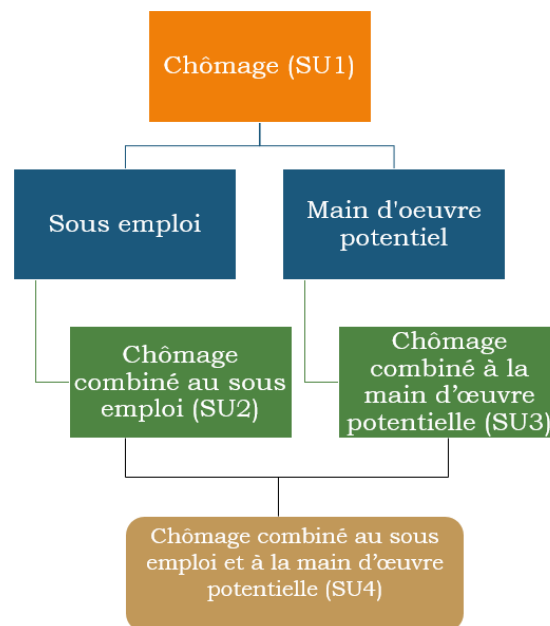 Chômage (SU1)
Sous emploi
Main d'oeuvre
potentiel
Chômage
combiné au sous
emploi (SU2)
Chômage
combiné à la
main d’œuvre
potentielle (SU3)
Chômage combiné au sous
emploi et à la main d’œuvre
potentielle (SU4)